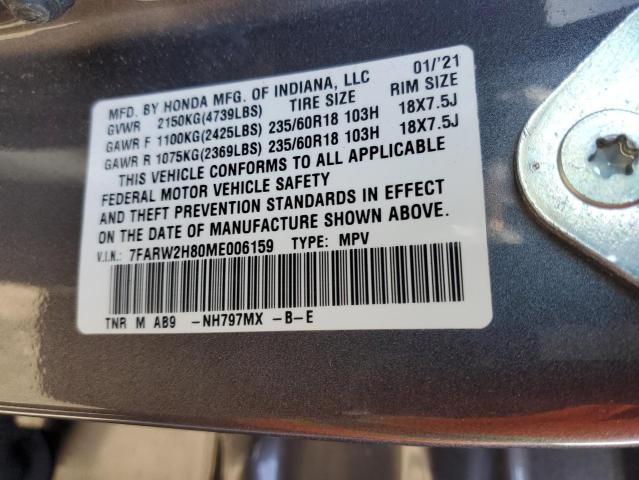 MFD. BY HONDA MFG. OF INDIANA, LLC 01/'21
GVWR 2150KG(4739LBS) TIRE SIZE RIM SIZE
GAWR F 1100KG(2425LBS) 235/60R18 103H 18X7.5J
GAWR R 1075KG(2369LBS) 235/60R18 103H 18X7.5J
THIS VEHICLE CONFORMS TO ALL APPLICABLE
FEDERAL MOTOR VEHICLE SAFETY
AND THEFT PREVENTION STANDARDS IN EFFECT
ON THE DATE OF MANUFACTURE SHOWN ABOVE.
V.I.N.: 7FARW2H80ME006159 TYPE: MPV
TNR M AB9 -NH797MX -B-E